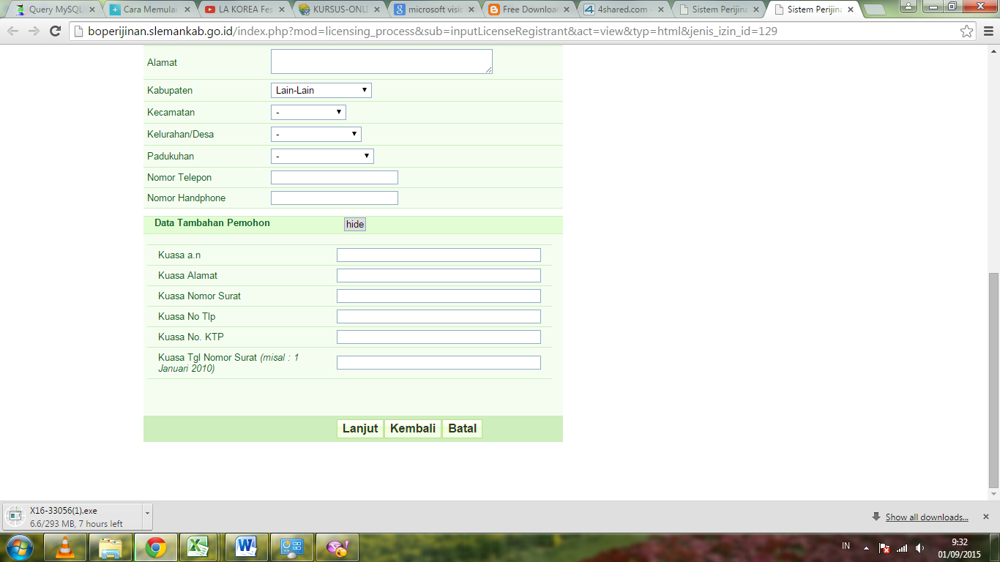 Query MySQL
Cara Memulai
LA KOREA Fes
KURSUS-ONLI
microsoft visi
Free Downloa
4shared.com -
Sistem Perijina
Sistem Perijina
boperijinan.slemankab.go.id/index.php?mod=licensing_process&sub=inputLicenseRegistrant&act=view&typ=html&jenis_izin_id=129
Alamat
Kabupaten Lain-Lain
Kecamatan -
Kelurahan/Desa -
Padukuhan -
Nomor Telepon
Nomor Handphone
Data Tambahan Pemohon hide
Kuasa a.n
Kuasa Alamat
Kuasa Nomor Surat
Kuasa No Tlp
Kuasa No. KTP
Kuasa Tgl Nomor Surat (misal : 1
Januari 2010)
Lanjut Kembali Batal
X16-33056(1).exe
6.6/293 MB, 7 hours left
Show all downloads...
IN
9:32
01/09/2015